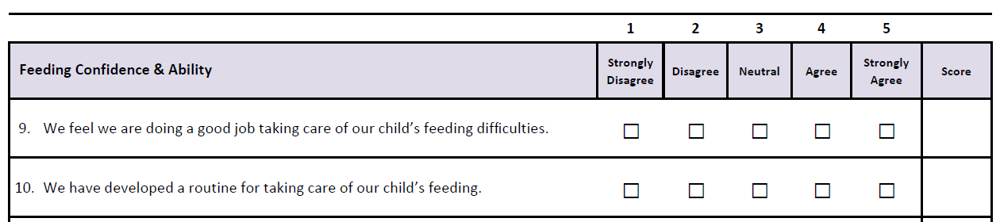 1 2 3 4 5
Feeding Confidence & Ability Strongly Disagree Disagree Neutral Agree Strongly Agree Score
9. We feel we are doing a good job taking care of our child’s feeding difficulties.
10. We have developed a routine for taking care of our child’s feeding.